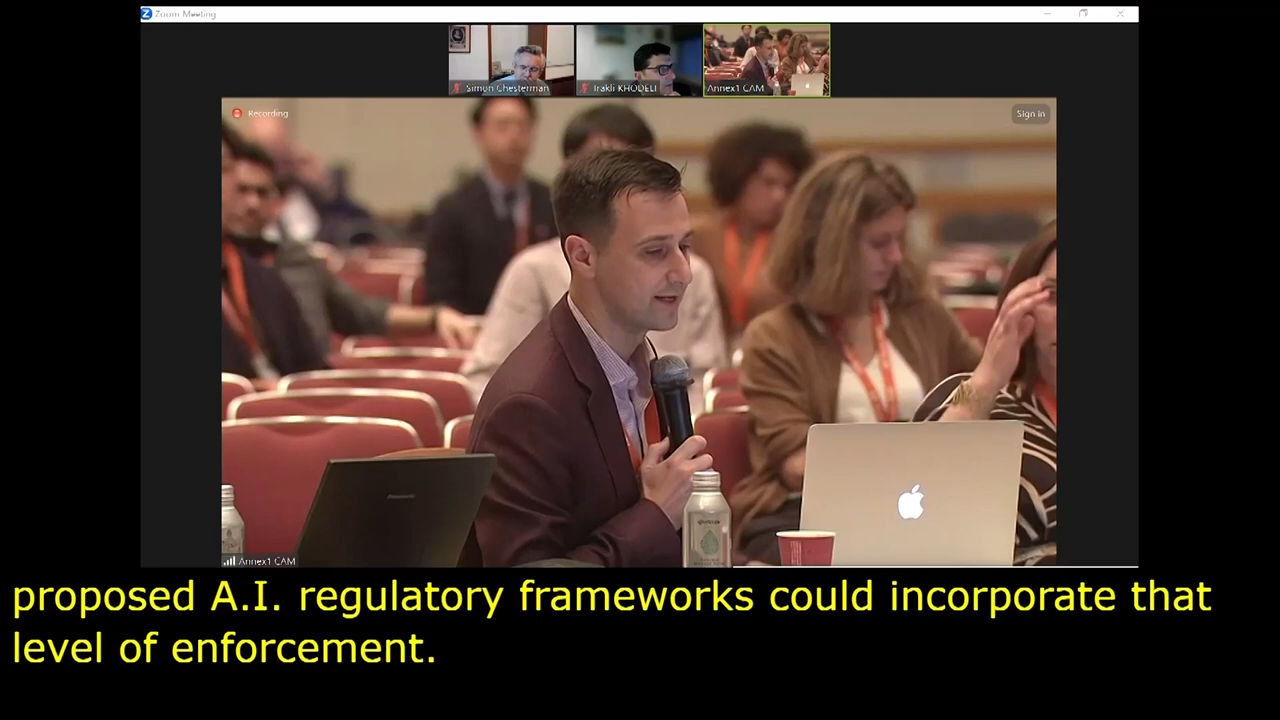 Zoom Meeting
Simon Chesterman
Irakli KHODELI
Annex1 CAM
Recording
Sign in
Panasonic
Annex1 CAM
proposed A.I. regulatory frameworks could incorporate that
level of enforcement.